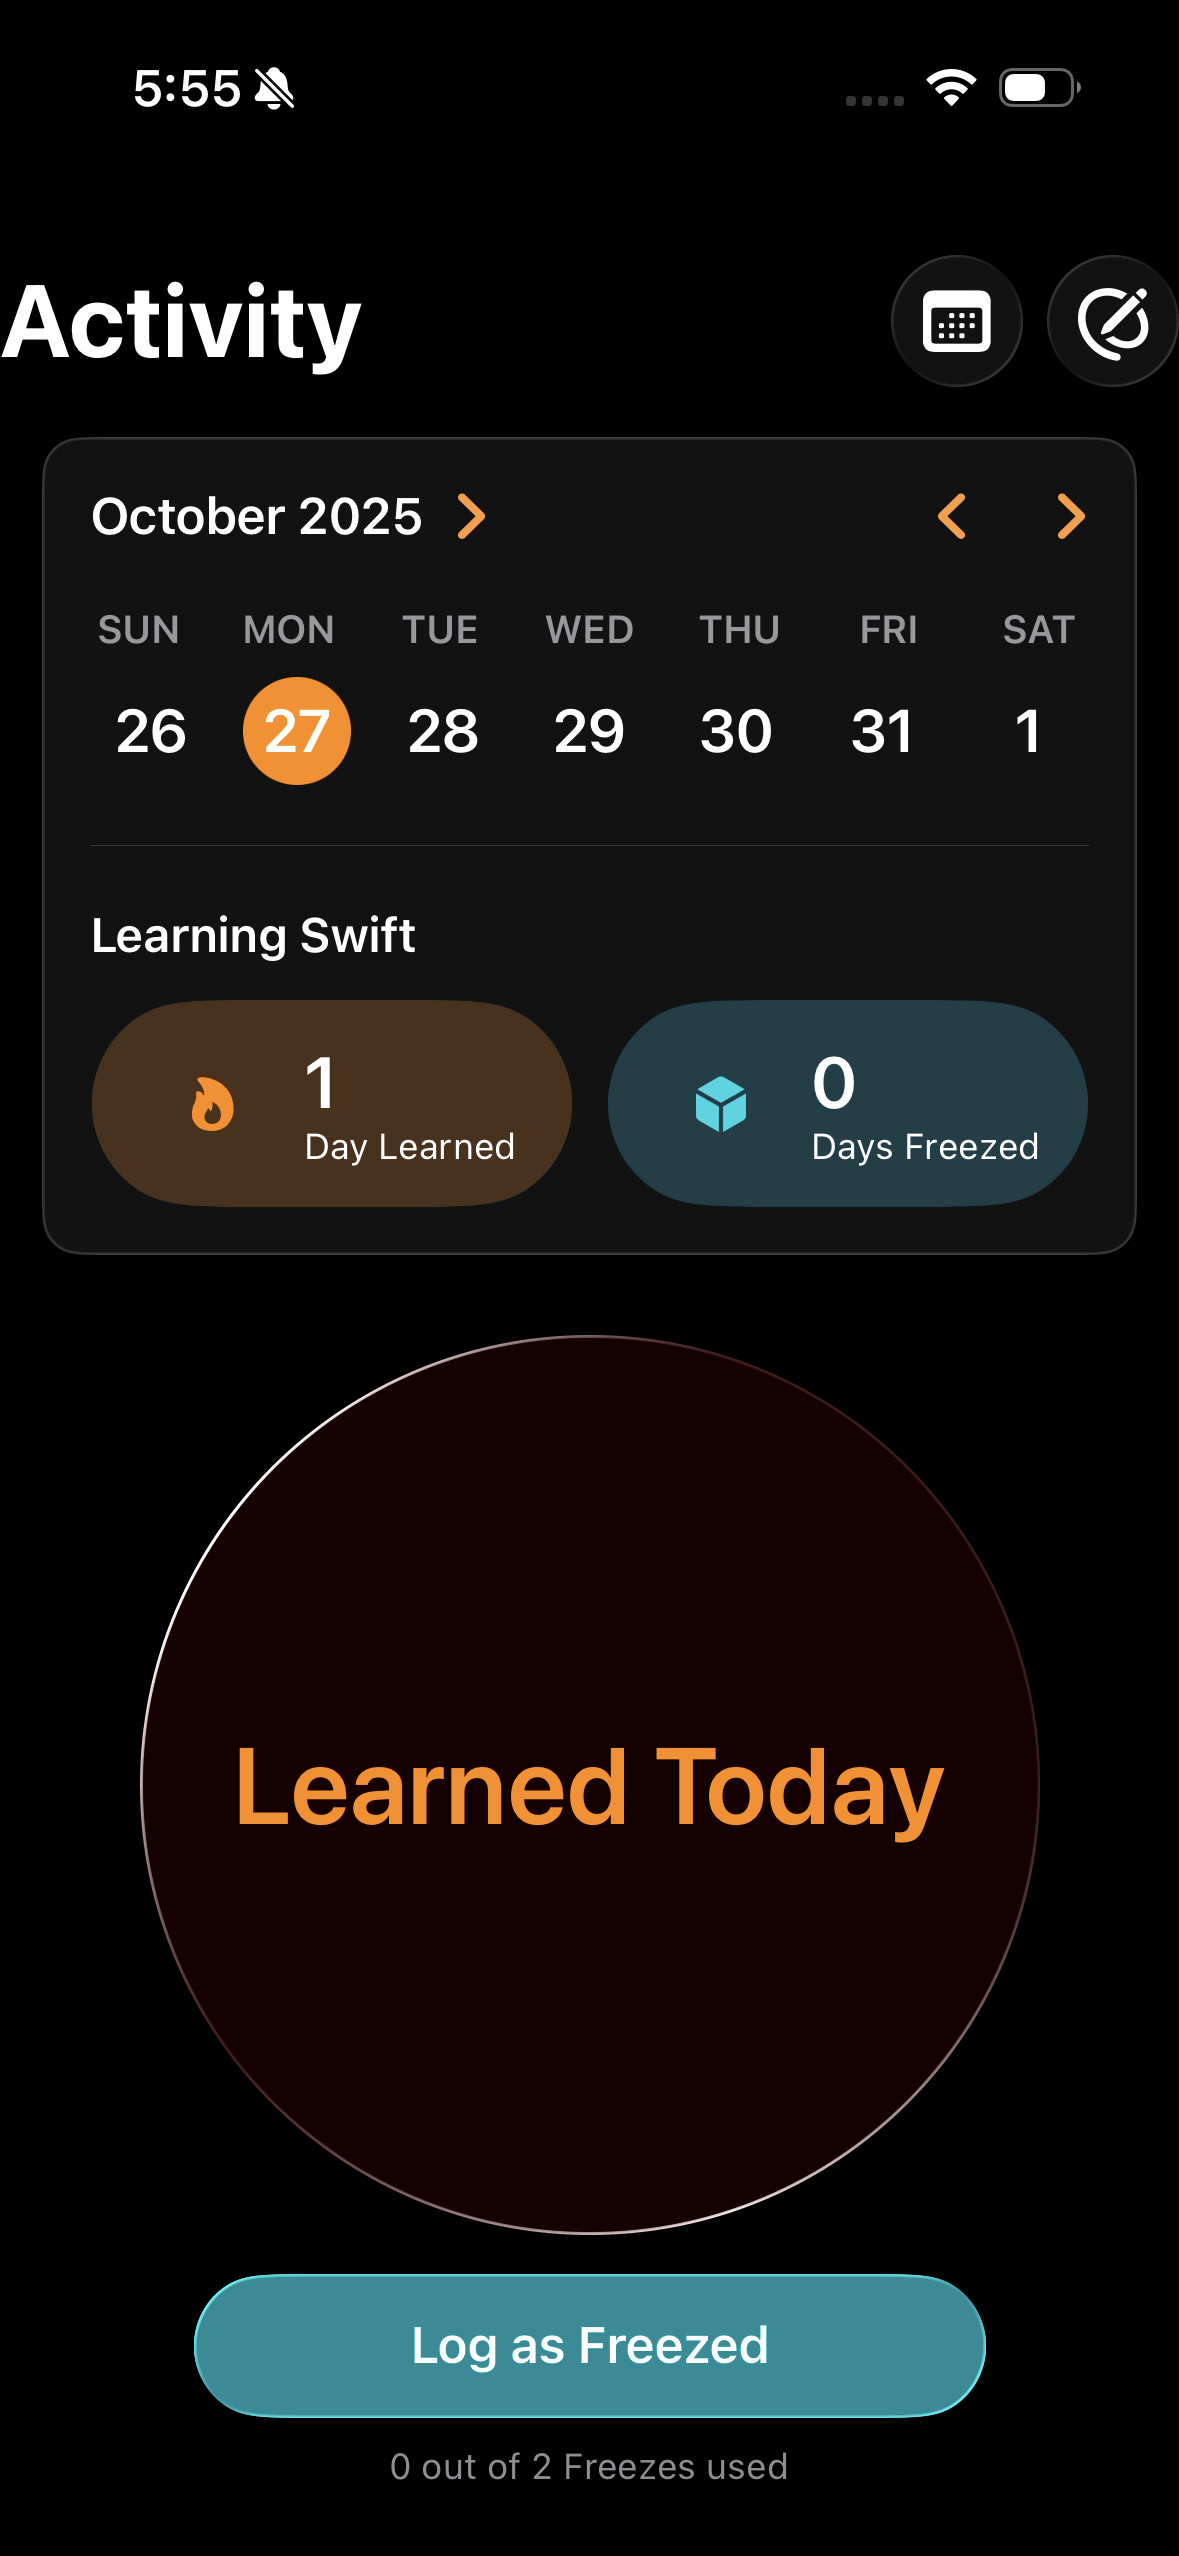 5:55
Activity
October 2025
SUN MON TUE WED THU FRI SAT
26 27 28 29 30 31 1
Learning Swift
1
Day Learned
0
Days Freezed
Learned Today
Log as Freezed
0 out of 2 Freezes used